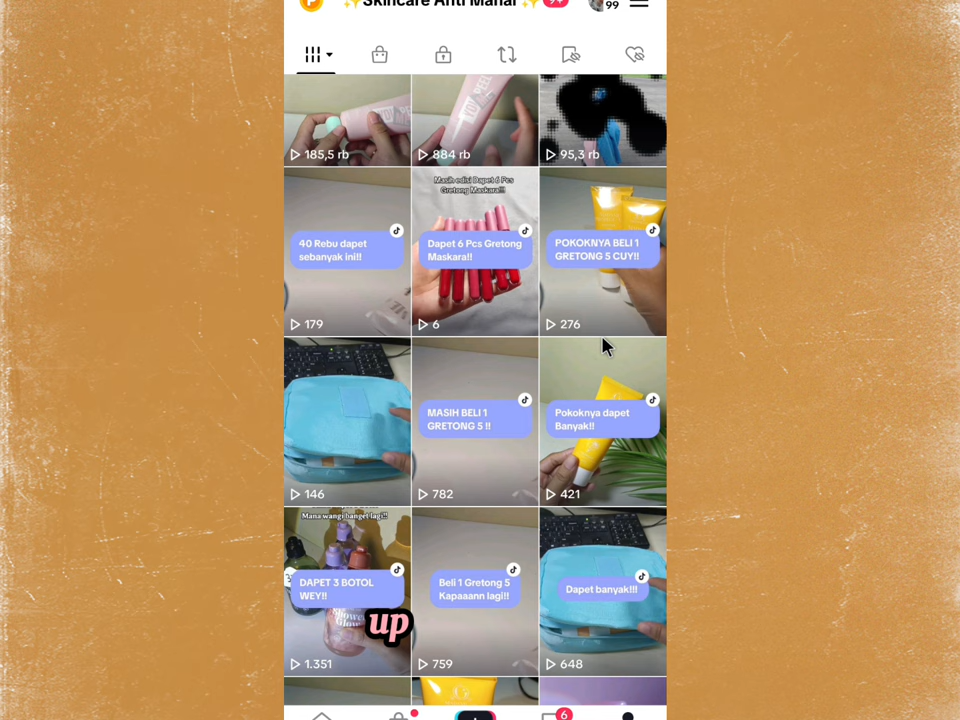 ✨Skincare Anti Mahal ✨
9+
99
185,5 rb
884 rb
95,3 rb
40 Rebu dapet
sebanyak ini!!
179
Masih edisi Dapet 6 Pcs
Gretong Maskara!!!
Dapet 6 Pcs Gretong
Maskara!!
6
POKOKNYA BELI 1
GRETONG 5 CUY!!
276
146
MASIH BELI 1
GRETONG 5 !!
782
Pokoknya dapet
Banyak!!
421
Mana wangi banget lagi!!
DAPET 3 BOTOL
WEY!!
1.351
Beli 1 Gretong 5
Kapaaann lagi!!
759
Dapet banyak!!!
648
up
6